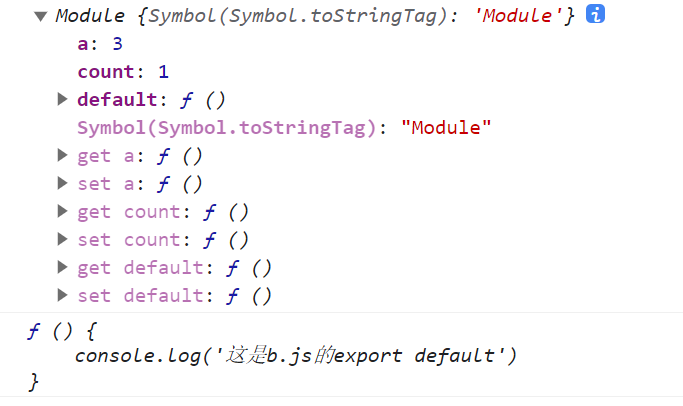 Module {Symbol(Symbol.toStringTag): 'Module'} i
a: 3
count: 1
default: ƒ ()
Symbol(Symbol.toStringTag): "Module"
get a: ƒ ()
set a: ƒ ()
get count: ƒ ()
set count: ƒ ()
get default: ƒ ()
set default: ƒ ()
ƒ () {
console.log('这是b.js的export default')
}